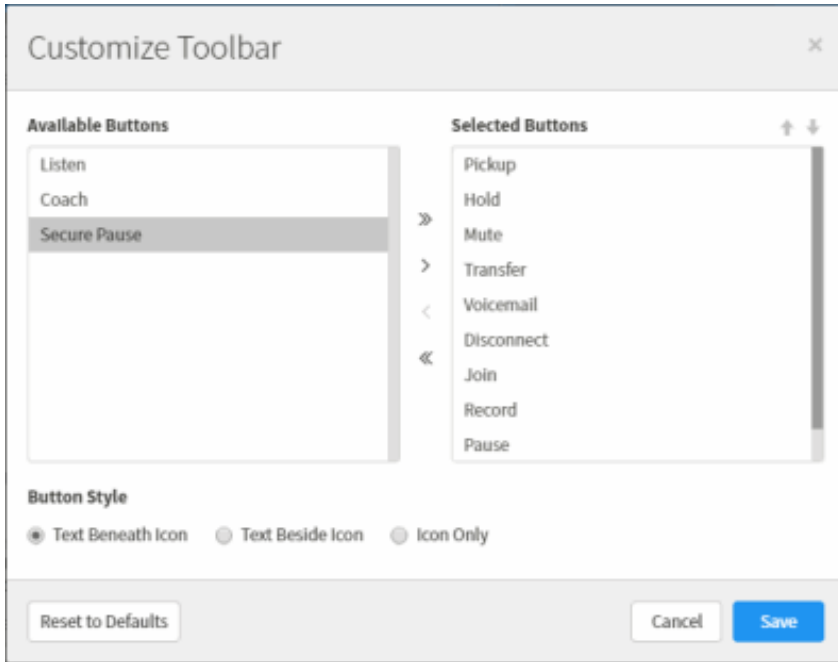 Customize Toolbar
Available Buttons
Listen
Coach
Secure Pause
Selected Buttons
Pickup
Hold
Mute
Transfer
Voicemail
Disconnect
Join
Record
Pause
Button Style
Text Beneath Icon Text Beside Icon Icon Only
Reset to Defaults Cancel Save